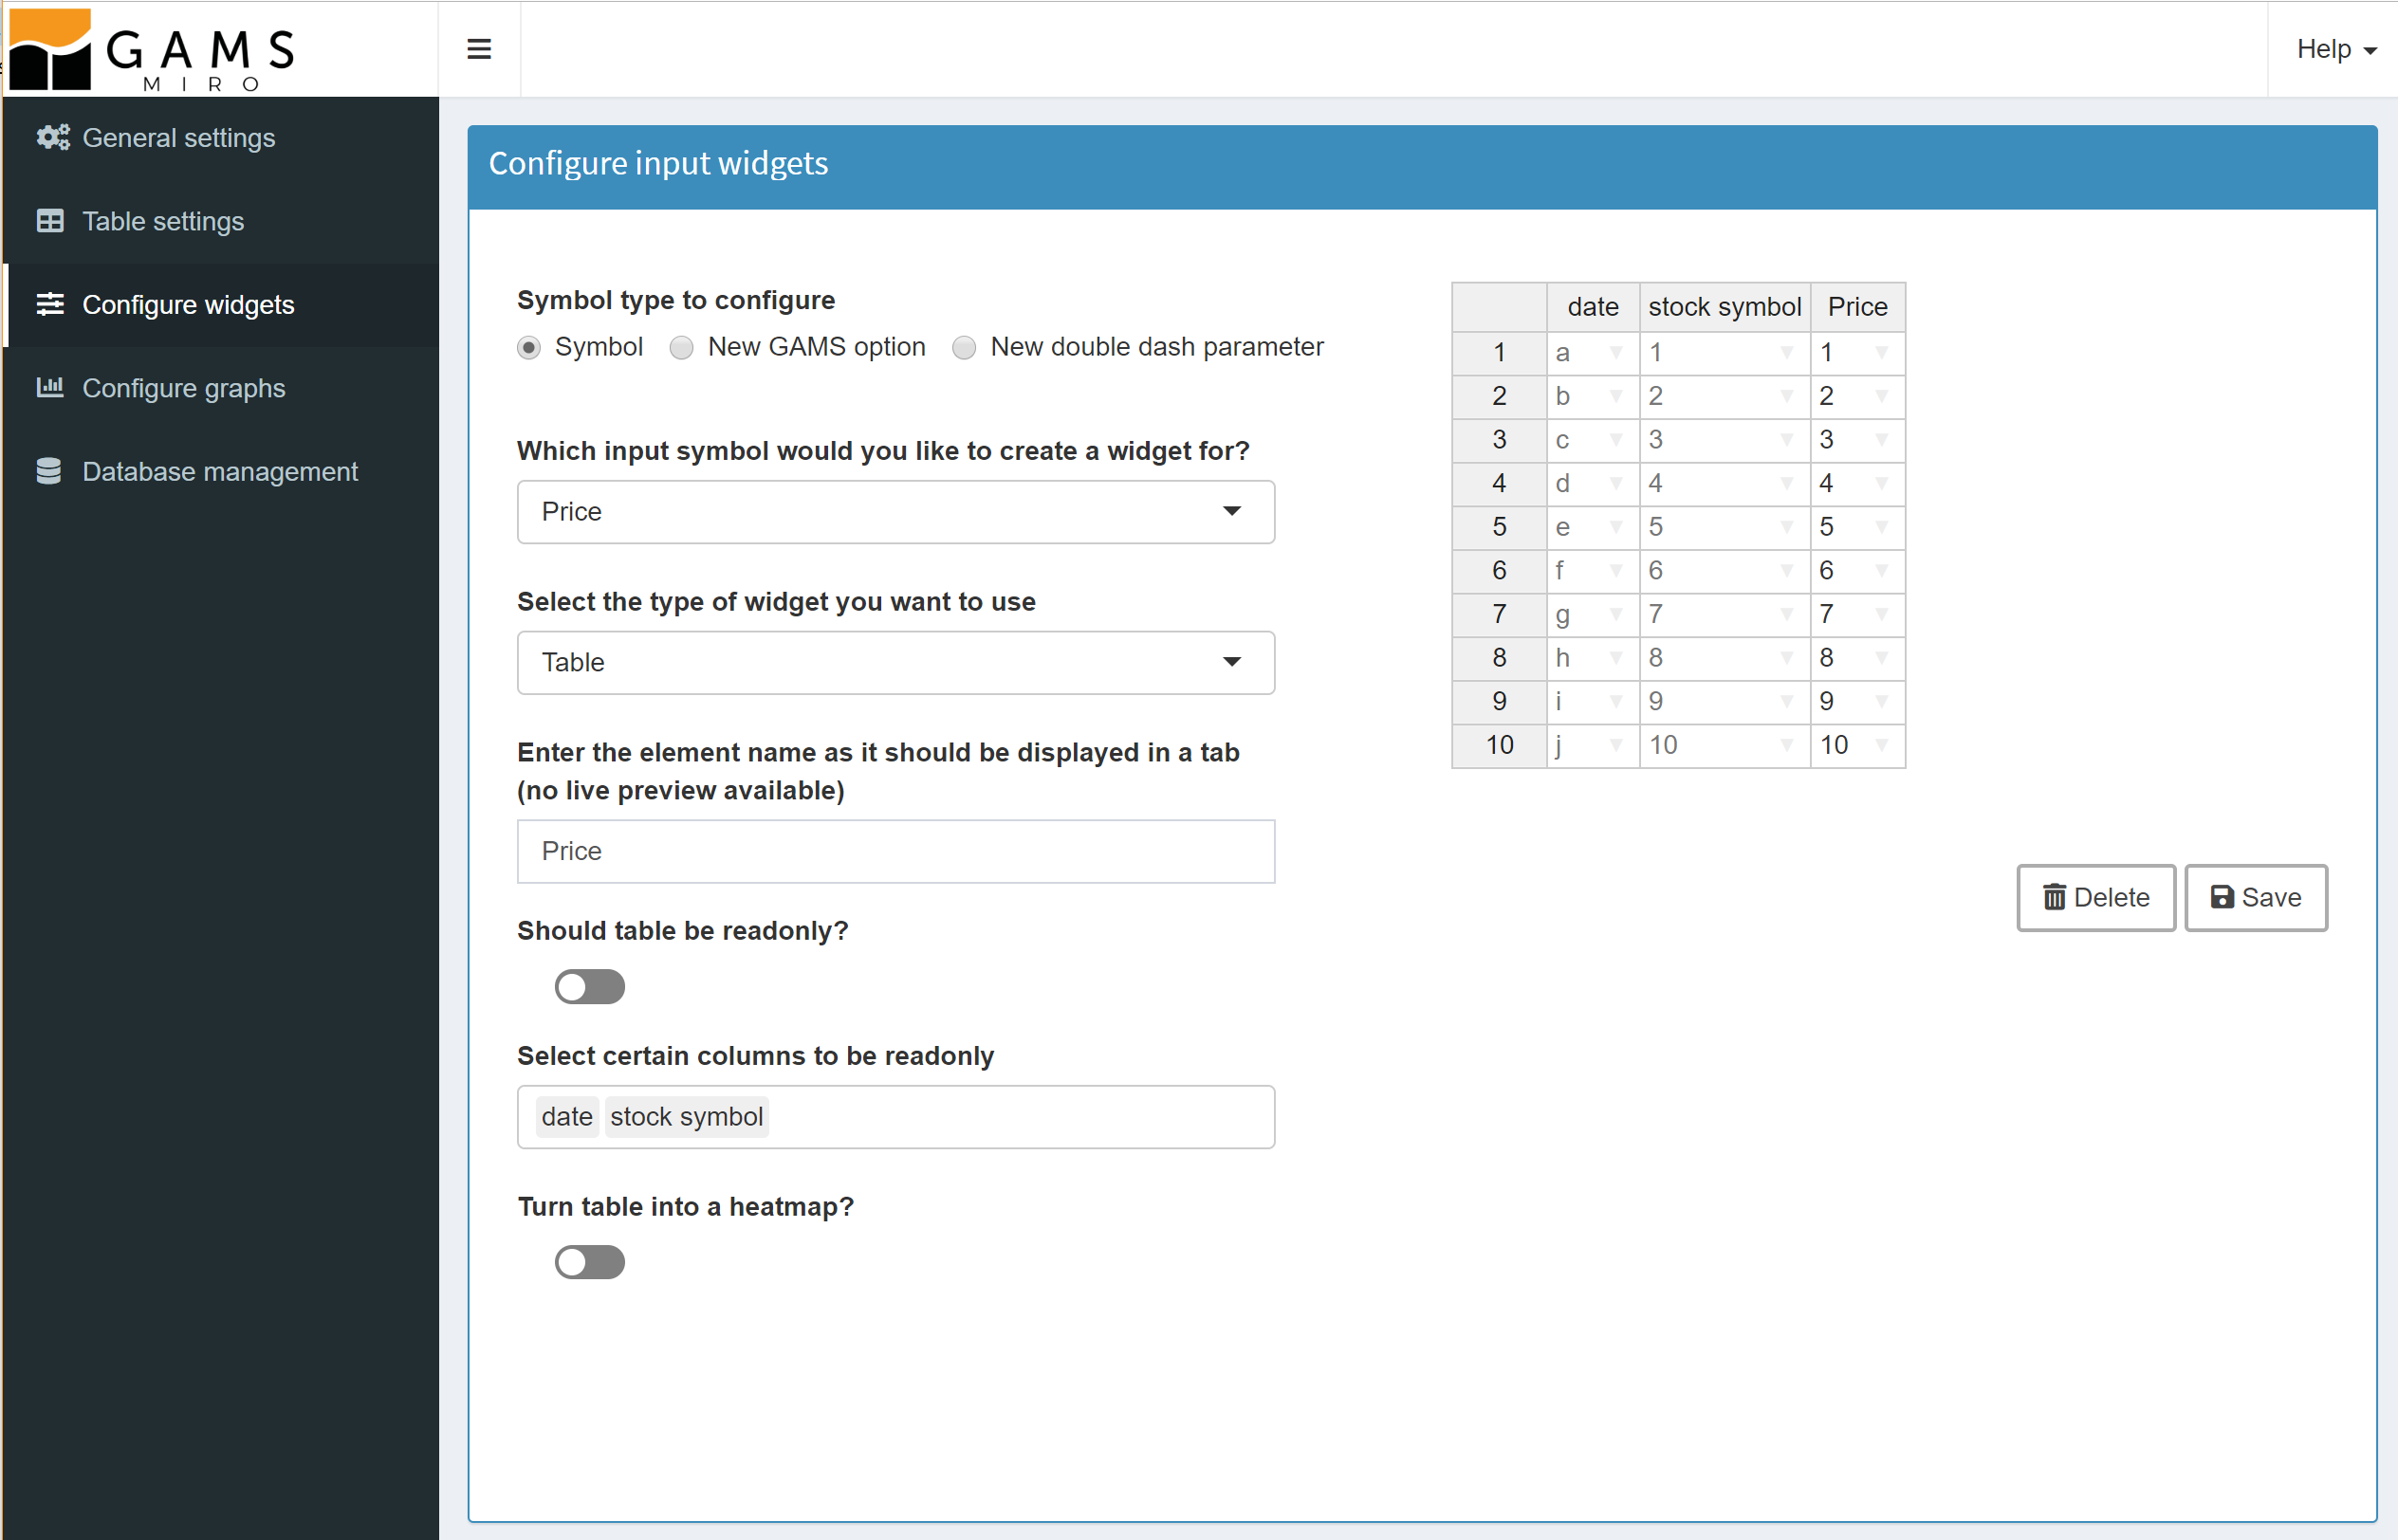 GAMS
MIRO
Help
General settings
Table settings
Configure widgets
Configure graphs
Database management
Configure input widgets
Symbol type to configure
Symbol New GAMS option New double dash parameter
Which input symbol would you like to create a widget for?
Price
Select the type of widget you want to use
Table
Enter the element name as it should be displayed in a tab
(no live preview available)
Price
Should table be readonly?
Select certain columns to be readonly
date stock symbol
Turn table into a heatmap?
date stock symbol Price
1 a 1 1
2 b 2 2
3 c 3 3
4 d 4 4
5 e 5 5
6 f 6 6
7 g 7 7
8 h 8 8
9 i 9 9
10 j 10 10
Delete Save